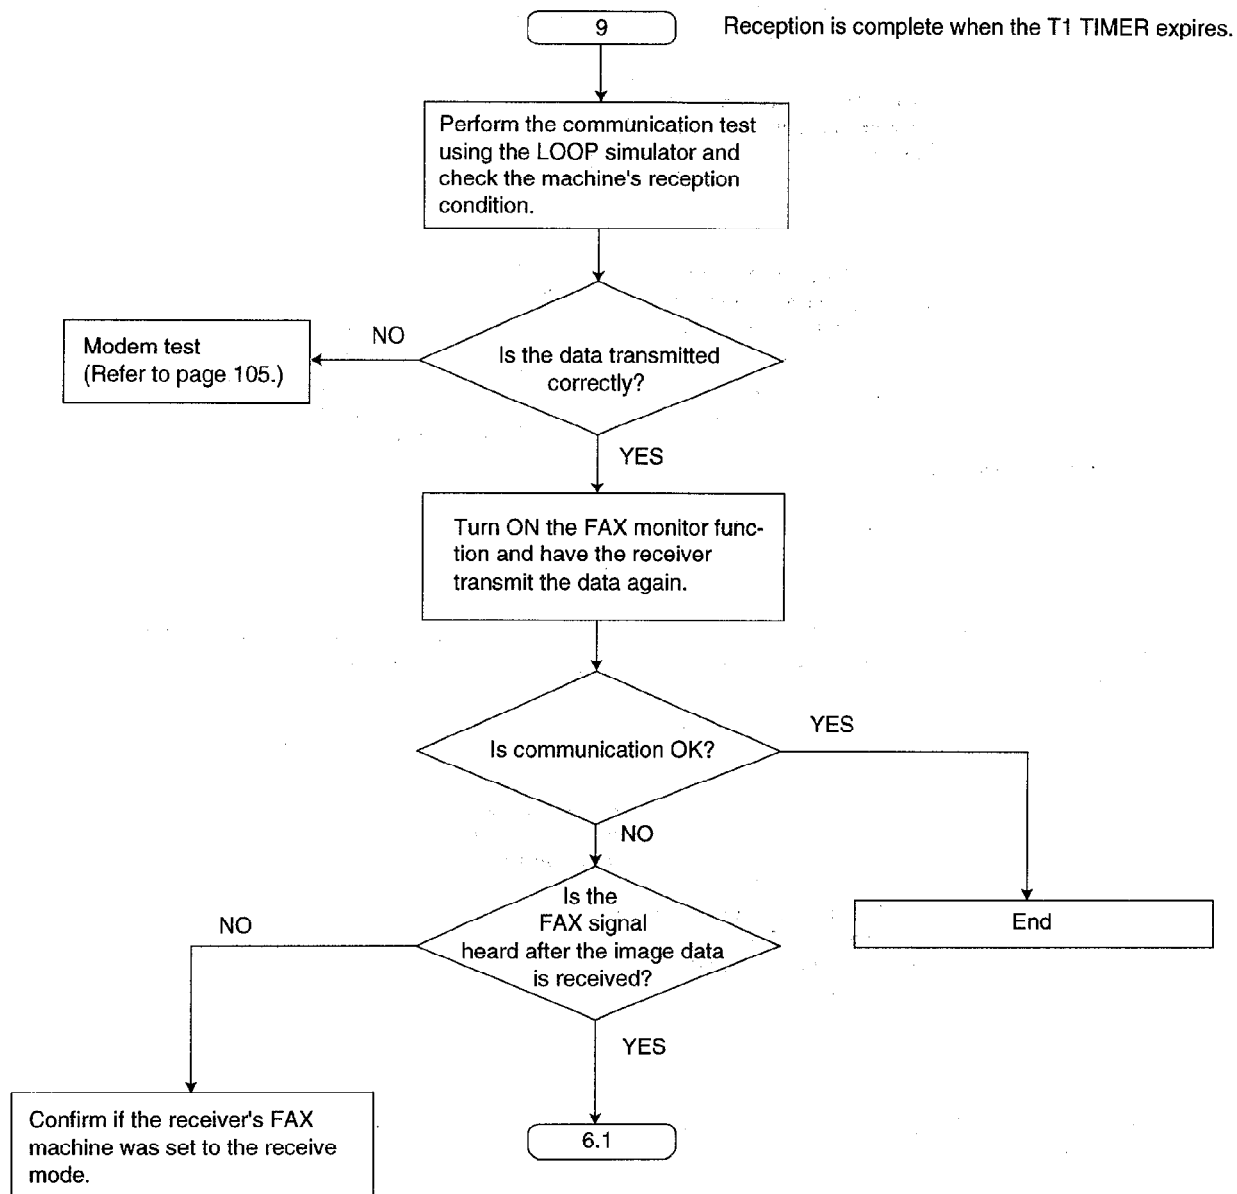 9
Reception is complete when the T1 TIMER expires.
Perform the communication test
using the LOOP simulator and
check the machine's reception
condition.
NO
Modem test
(Refer to page 105.)
Is the data transmitted
correctly?
YES
Turn ON the FAX monitor func-
tion and have the receiver
transmit the data again.
YES
Is communication OK?
NO
Is the
FAX signal
heard after the image data
is received?
NO
End
YES
Confirm if the receiver's FAX
machine was set to the receive
mode.
6.1